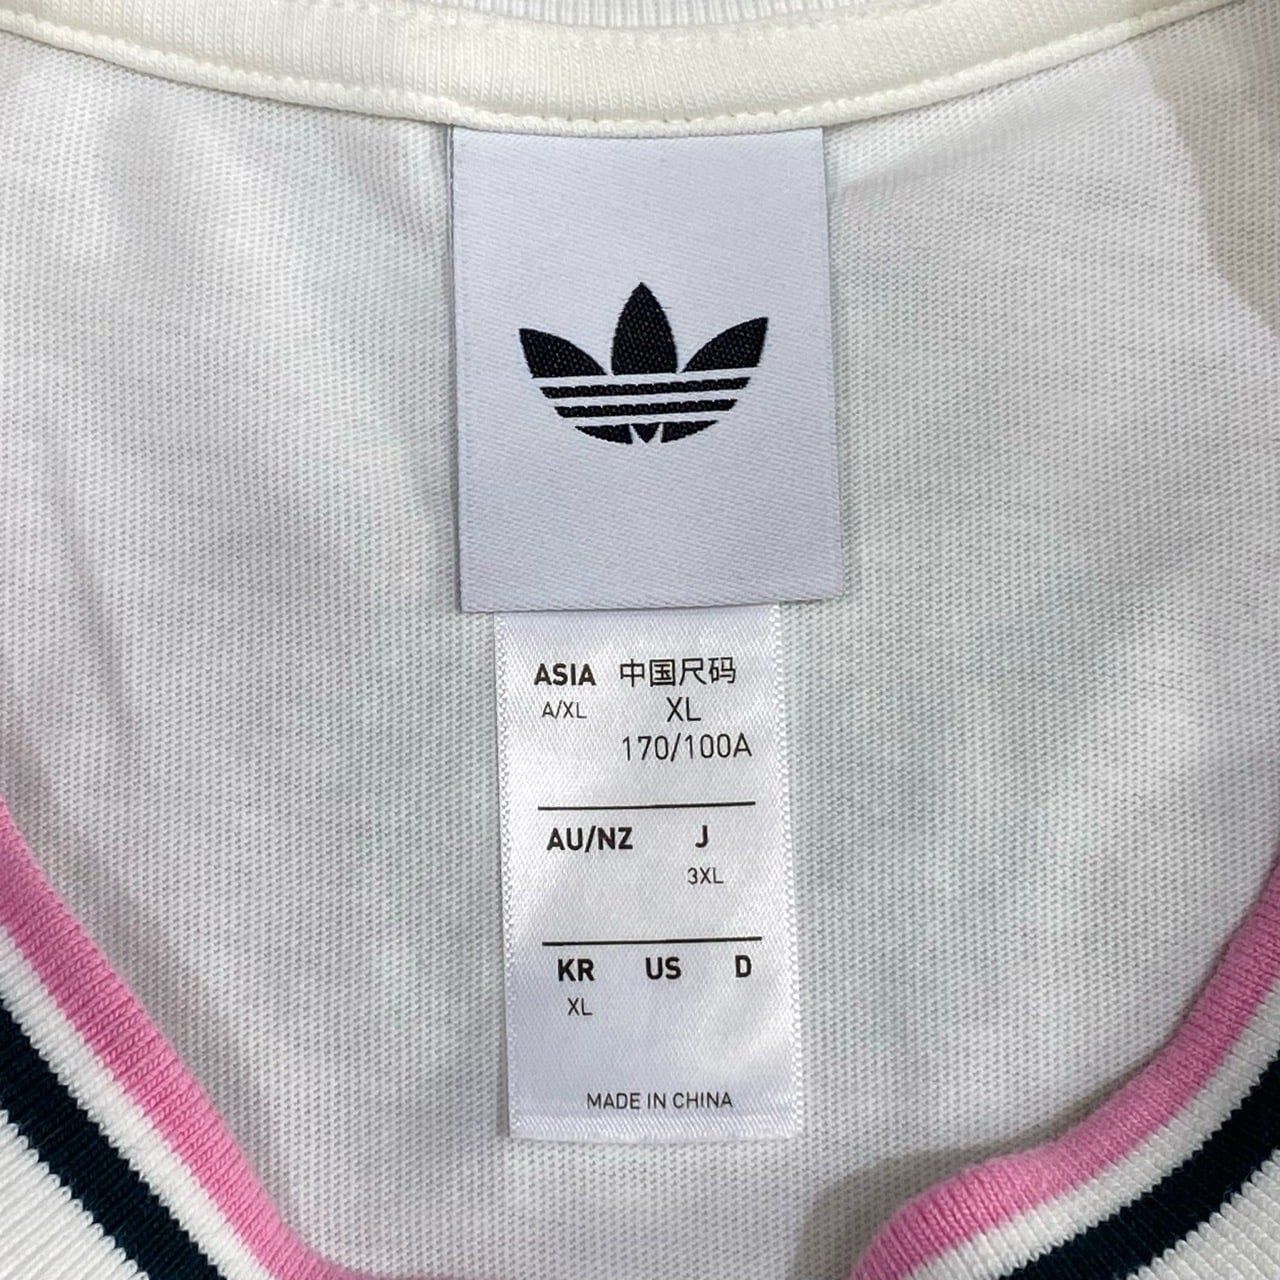 ASIA 中国尺码
A/XL XL
170/100A
AU/NZ J
3XL
KR US D
XL
MADE IN CHINA